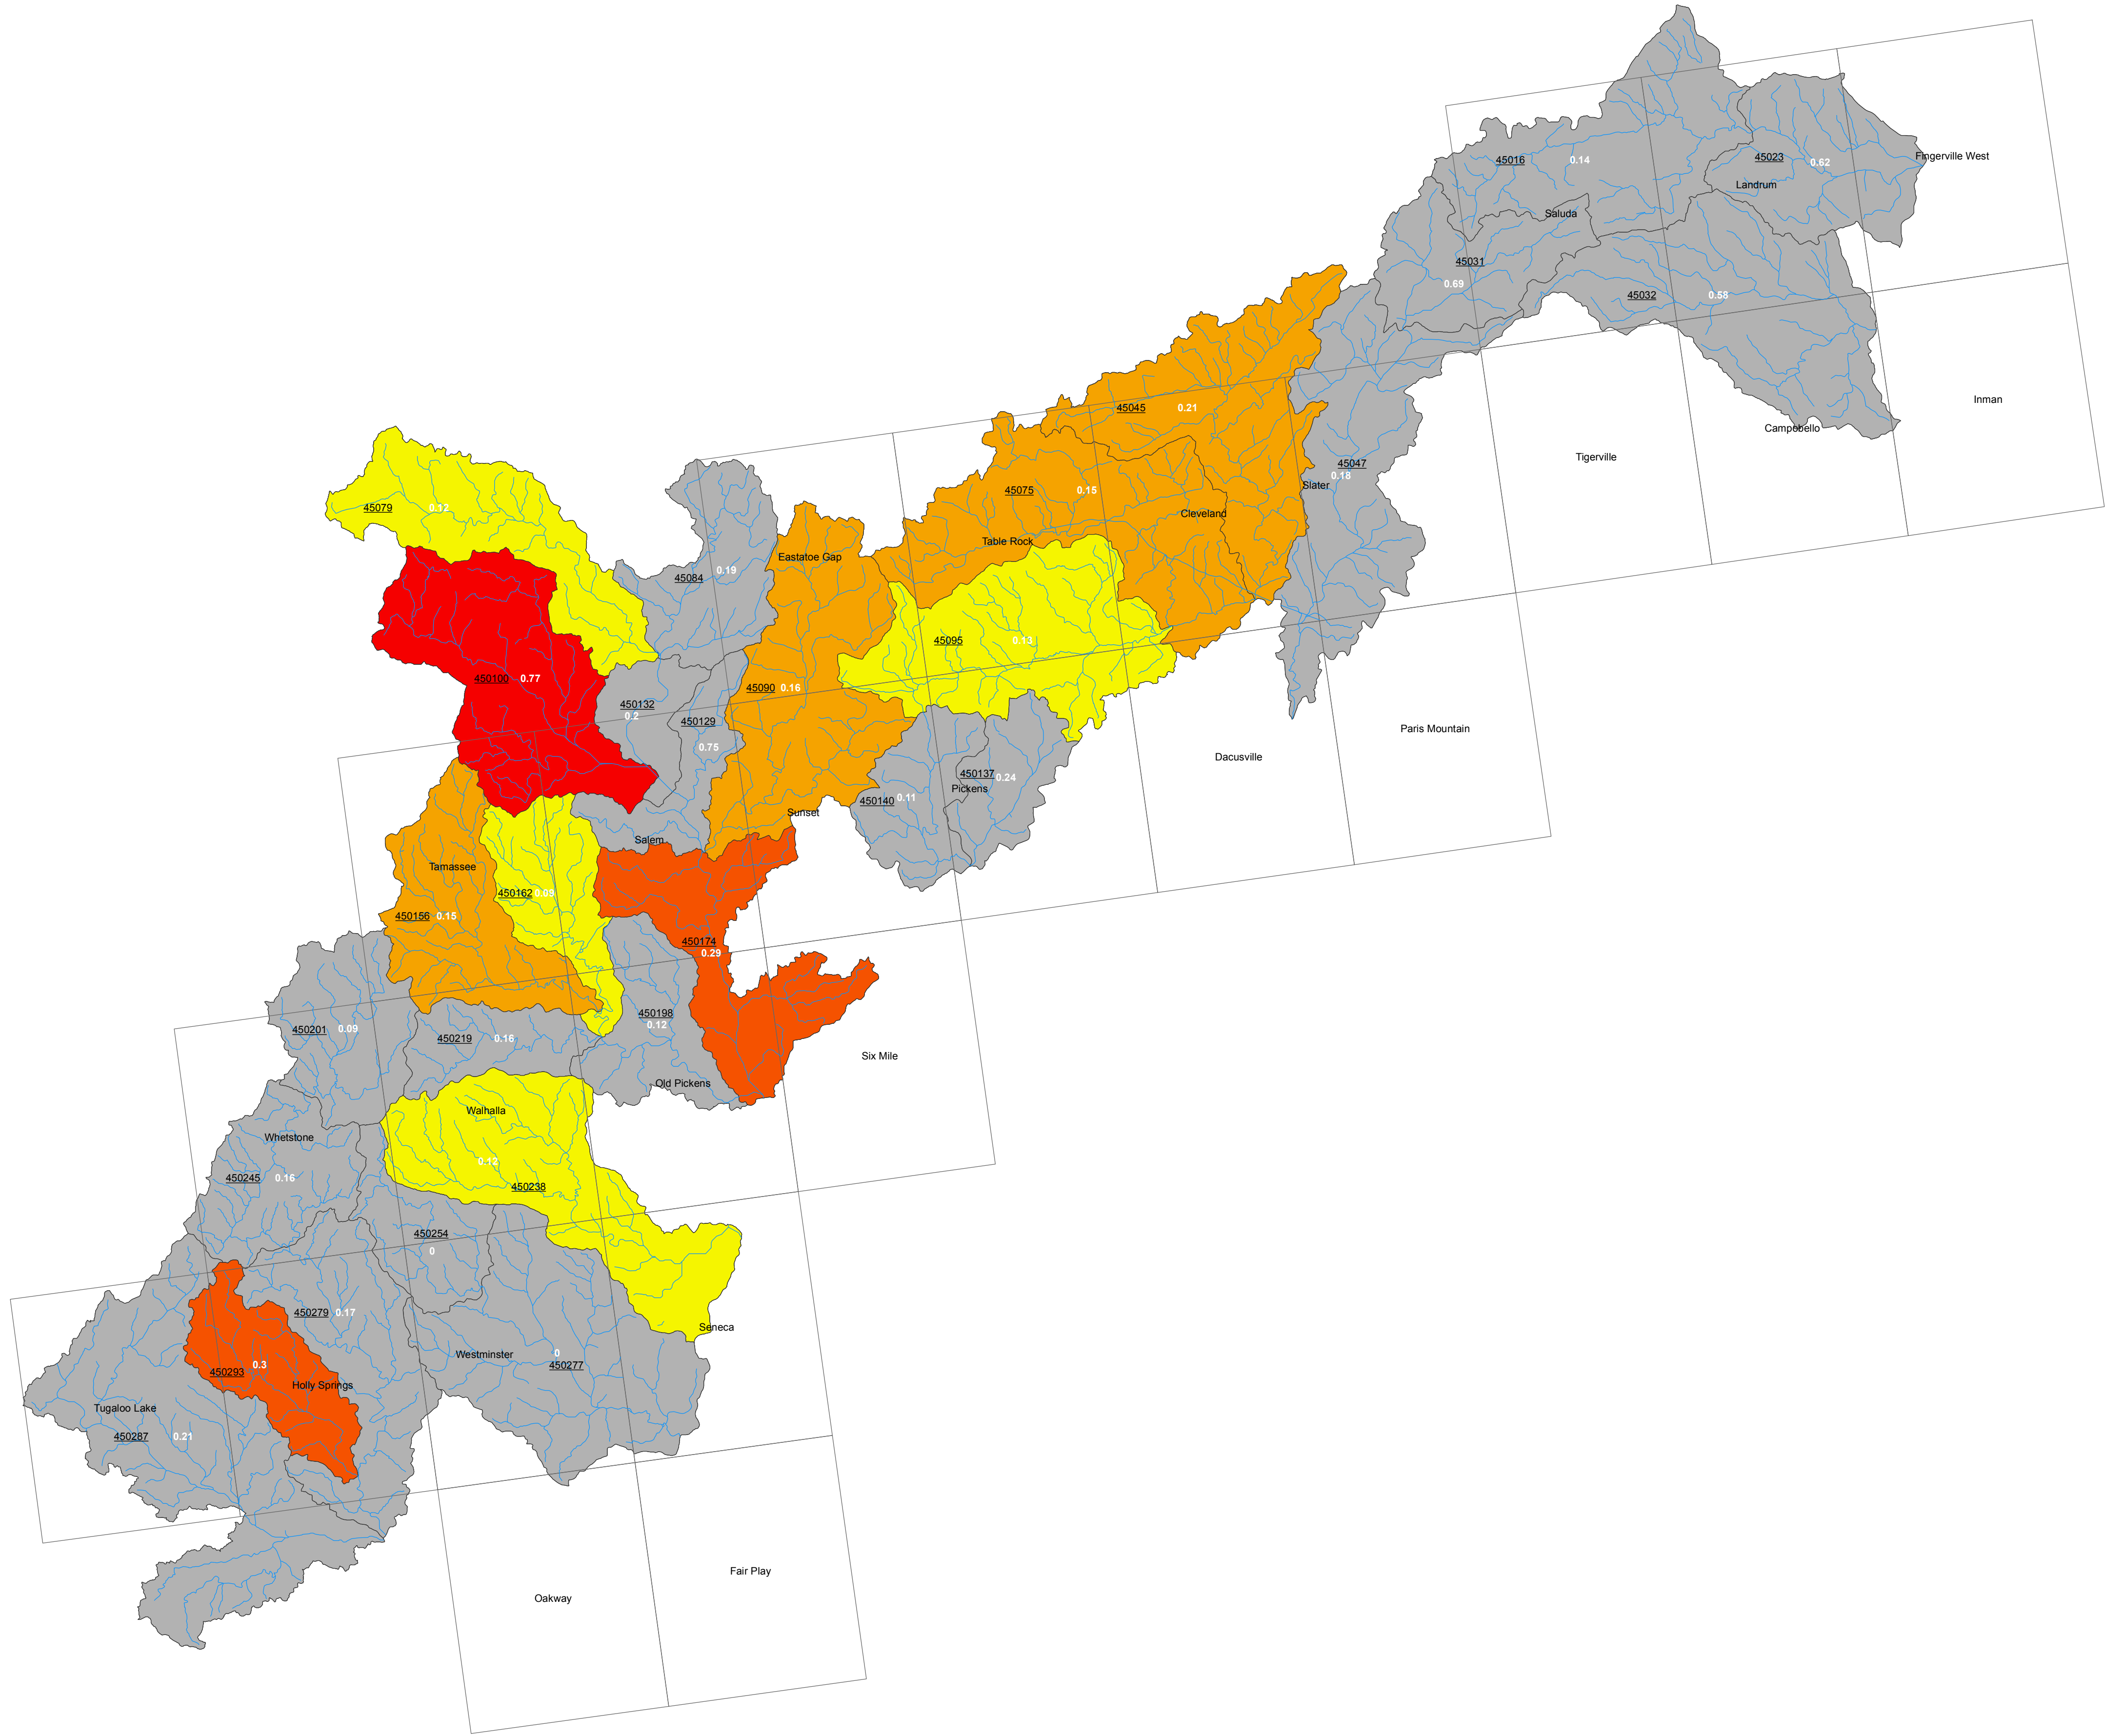 Fingerville West
45016 0.14
45023 0.62
Landrum
Saluda
45031
0.69
45032 0.58
Inman
Campobello
45045 0.21
Tigerville
45047
0.18
Slater
45075 0.15
Cleveland
45079
Table Rock
Eastatoe Gap
45084 0.19
45095 0.13
450100 0.77
45090 0.16
450132
0.2
450129
0.75
Paris Mountain
Dacusville
450137 0.24
Pickens
450140 0.11
Sunset
Salem
Tamassee
450162
450156 0.15
450174
0.29
450198
0.12
450201 0.09
450219 0.16
Six Mile
Old Pickens
Walhalla
Whetstone
0.12
450245 0.16
450238
450254
0
450279 0.17
Seneca
0
Westminster
450277
0.3
450293
Holly Springs
Tugaloo Lake
450287 0.21
Fair Play
Oakway